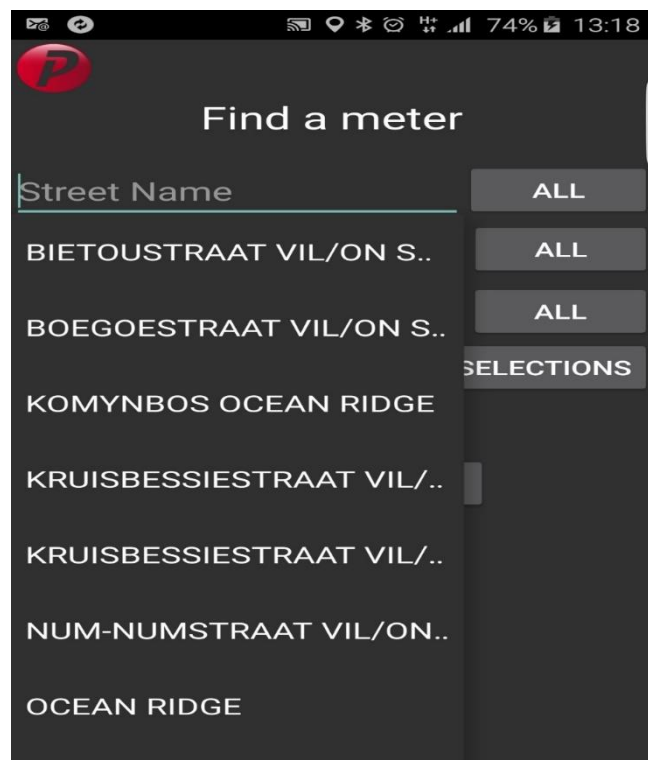 H+ 74% 13:18
P
Find a meter
Street Name ALL
BIETOUSTRAAT VIL/ON S.. ALL
BOEGOESTRAAT VIL/ON S.. ALL
SELECTIONS
KOMYNBOS OCEAN RIDGE
KRUISBESSIESTRAAT VIL/..
KRUISBESSIESTRAAT VIL/..
NUM-NUMSTRAAT VIL/ON..
OCEAN RIDGE